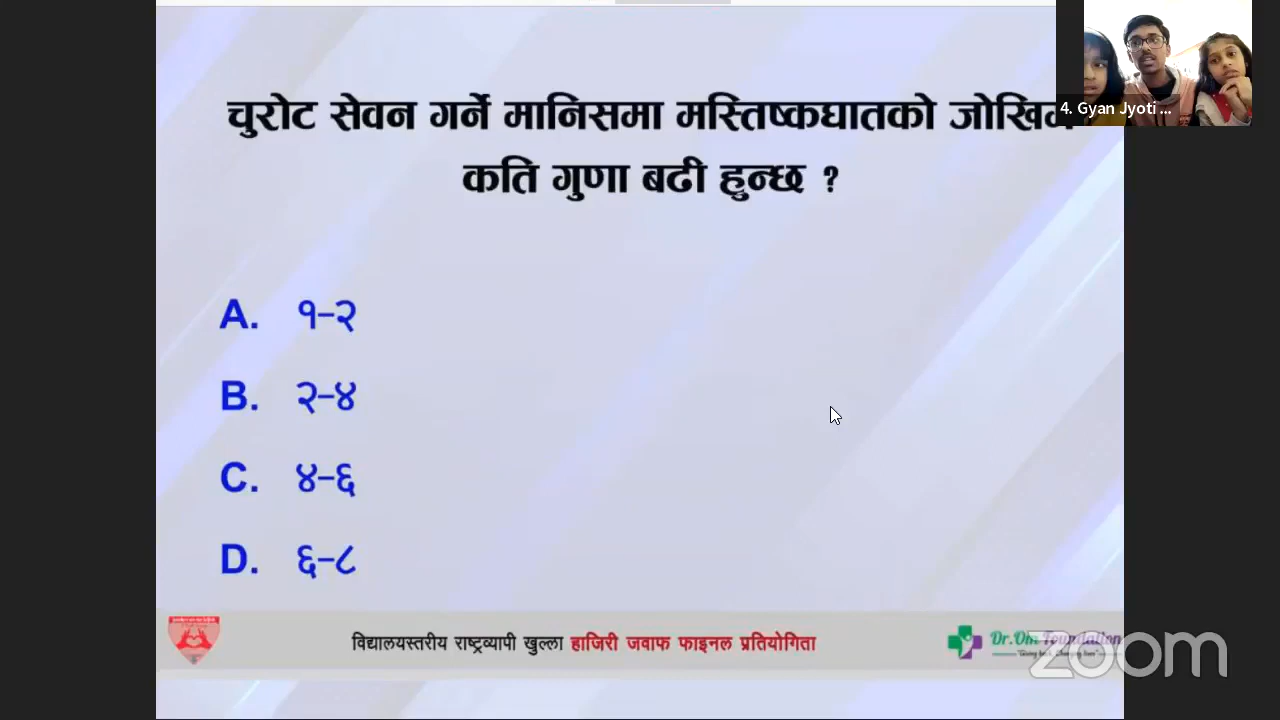 चुरोट सेवन गर्ने मानिसमा मस्तिष्कघातको
कति गुणा बढी हुन्छ ?
A. १–२
B. २–४
C. ४–६
D. ६–८
विद्यालयस्तरीय राष्ट्रव्यापी खुल्ला हाजिरी जवाफ फाइनल प्रतियोगिता
4. Gyan Jyoti ...
Dr.Om Foundation
zoom